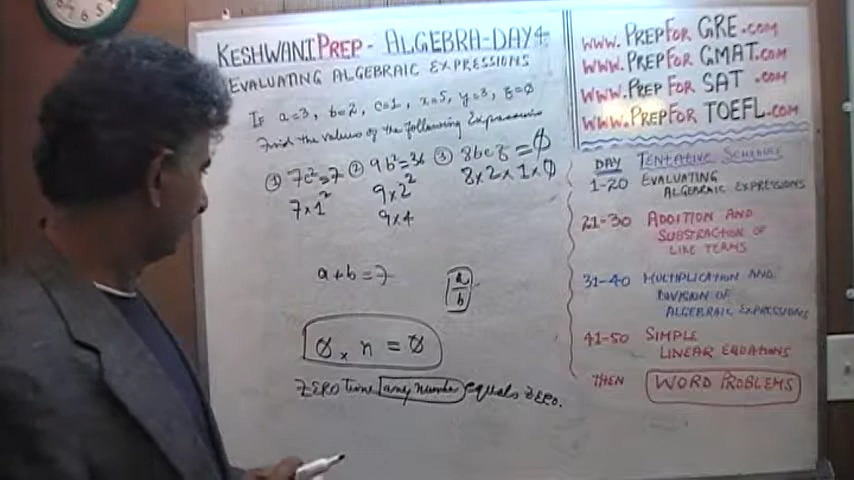 KESHWANI PREP - ALGEBRA - DAY 4
EVALUATING ALGEBRAIC EXPRESSIONS
If a=3, b=2, c=1, x=5, y=3, z=0
Find the values of the following Expressions
① 7c²=7 ② 9b²=36 ③ 8bcz=0
7×1² 9×2² 8×2×1×0
9×4
a+b=7
a/b
0 × n = 0
ZERO time any number equals ZERO.
www.PREPFOR GRE.com
www.PREPFOR GMAT.com
www.PREPFOR SAT.com
www.PREPFOR TOEFL.com
DAY TENTATIVE SCHEDULE
1-20 EVALUATING ALGEBRAIC EXPRESSIONS
21-30 ADDITION AND SUBSTRACTION OF LIKE TERMS
31-40 MULTIPLICATION AND DIVISION OF ALGEBRAIC EXPRESSIONS
41-50 SIMPLE LINEAR EQUATIONS
THEN WORD PROBLEMS